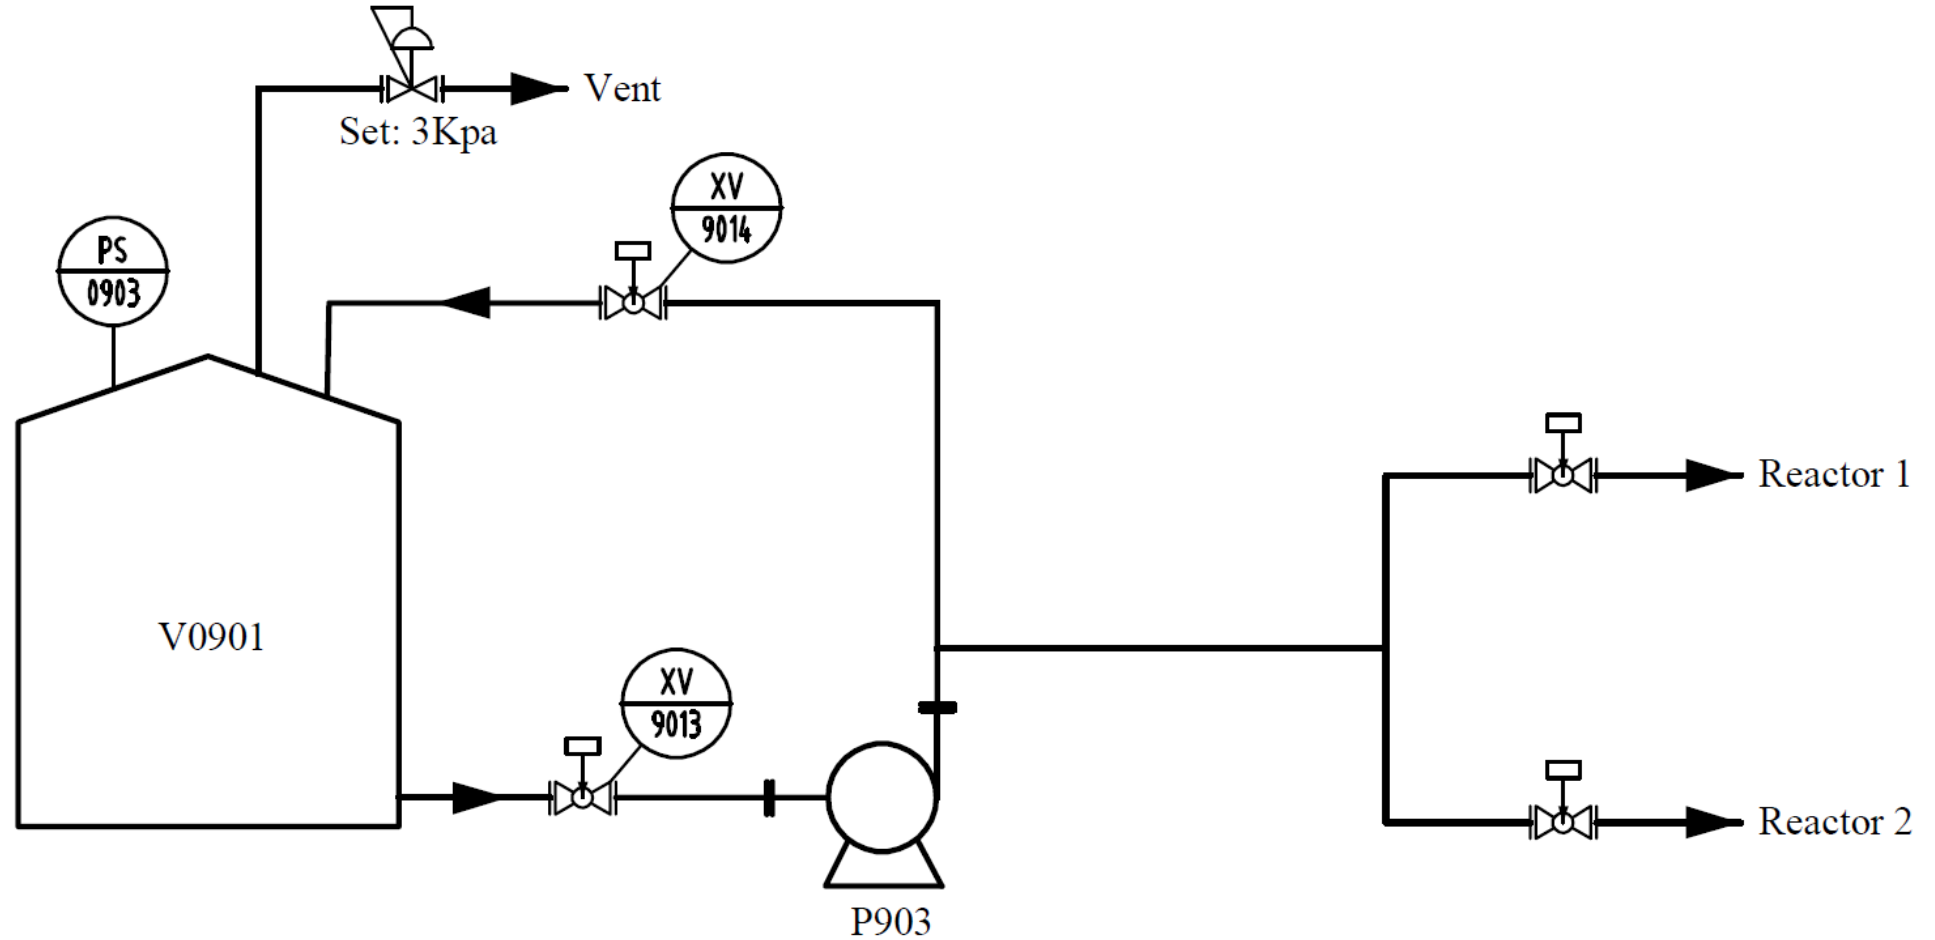 Vent
Set: 3Kpa
XV
9014
PS
0903
Reactor 1
V0901
XV
9013
Reactor 2
P903